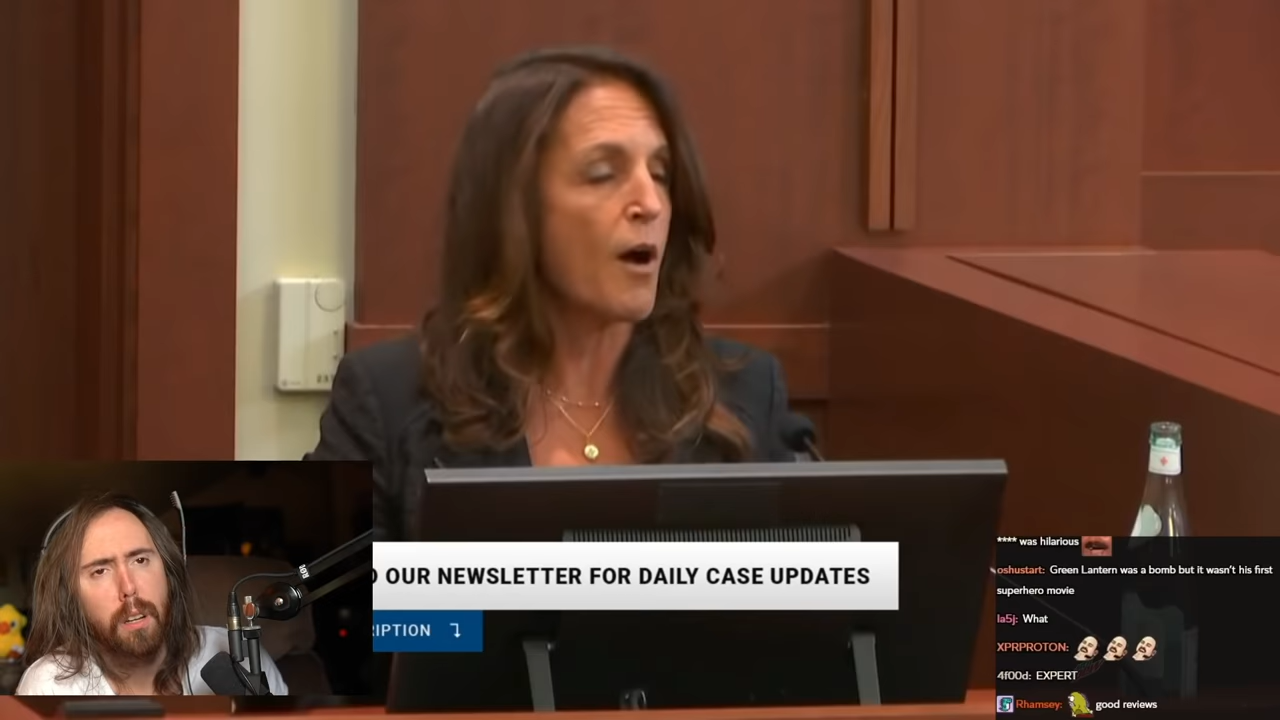 D OUR NEWSLETTER FOR DAILY CASE UPDATES
RIPTION
**** was hilarious
oshustart: Green Lantern was a bomb but it wasn't his first
superhero movie
la5j: What
XPRPROTON:
4f00d: EXPERT
Rhamsey: good reviews